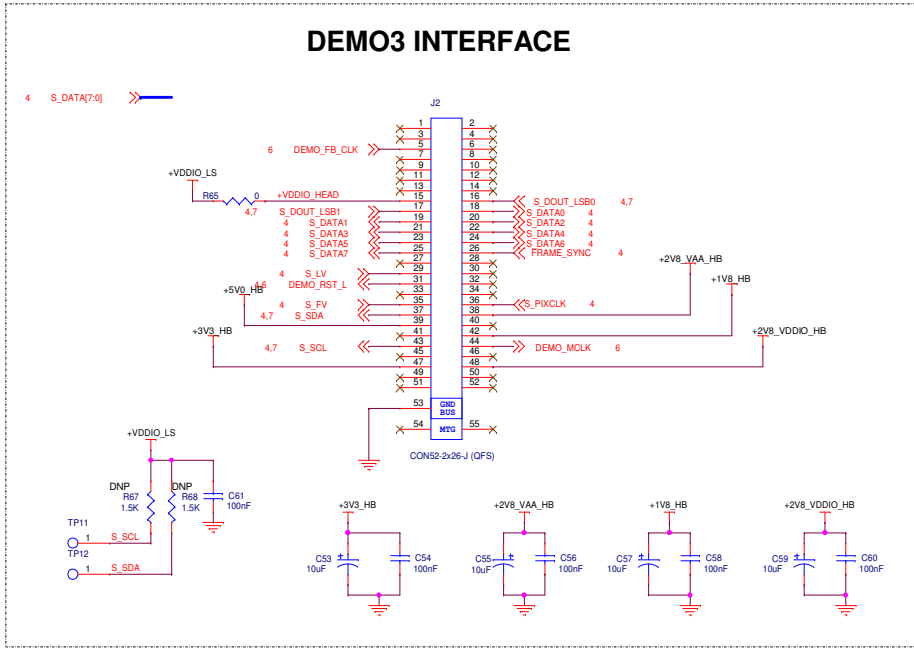 DEMO3 INTERFACE
4 S_DATA[7:0]
J2
1 2
3 4
6 DEMO_FB_CLK 5 6
7 8
9 10
+VDDIO_LS 11 12
13 14
R65 0 +VDDIO_HEAD 15 16 S_DOUT_LSB0 4,7
4,7 S_DOUT_LSB1 17 18 S_DATA0 4
4 S_DATA1 19 20 S_DATA2 4
4 S_DATA3 21 22 S_DATA4 4
4 S_DATA5 23 24 S_DATA6 4
4 S_DATA7 25 26 FRAME_SYNC 4
27 28 +2V8_VAA_HB
4 S_LV 29 30 +1V8_HB
4,6 DEMO_RST_L 31 32
+5V0_HB 33 34
4 S_FV 35 36 S_PIXCLK 4
4,7 S_SDA 37 38
39 40
+3V3_HB 41 42 +2V8_VDDIO_HB
4,7 S_SCL 43 44 DEMO_MCLK 6
45 46
47 48
49 50
51 52
53 GND
BUS
54 MTG 55
CON52-2x26-J (QFS)
+VDDIO_LS
DNP DNP
R67 R68 C61
1.5K 1.5K 100nF
TP11
1 S_SCL
TP12
1 S_SDA
+3V3_HB +2V8_VAA_HB +1V8_HB +2V8_VDDIO_HB
C53 + C54 C55 + C56 C57 + C58 C59 + C60
10uF 100nF 10uF 100nF 10uF 100nF 10uF 100nF